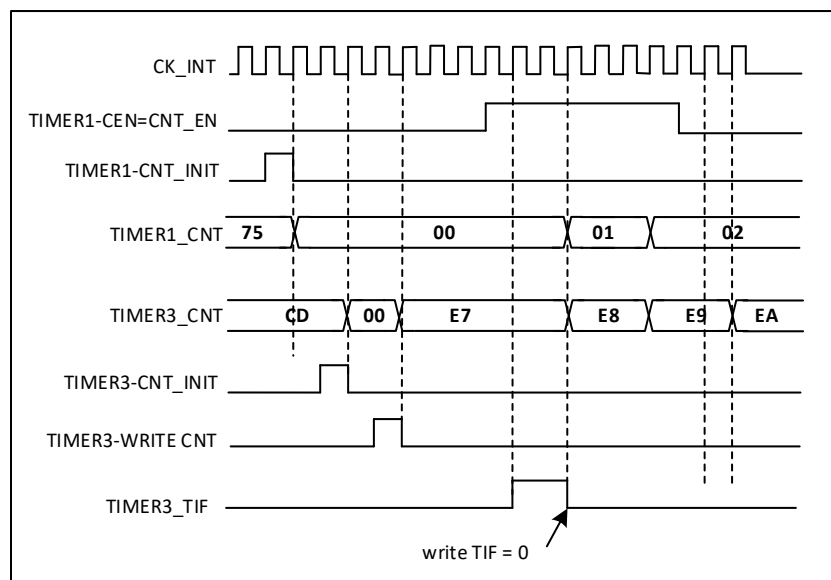 CK_INT
TIMER1-CEN=CNT_EN
TIMER1-CNT_INIT
TIMER1_CNT 75 00 01 02
TIMER3_CNT CD 00 E7 E8 E9 EA
TIMER3-CNT_INIT
TIMER3-WRITE CNT
TIMER3_TIF
write TIF = 0